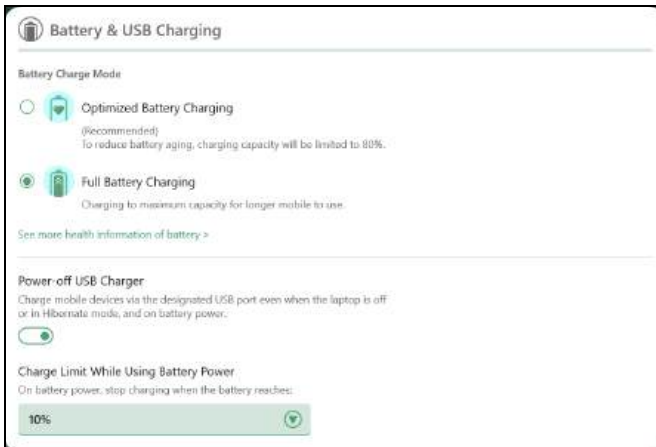 Battery & USB Charging
Battery Charge Mode
Optimized Battery Charging
(Recommended)
To reduce battery aging, charging capacity will be limited to 80%.
Full Battery Charging
Charging to maximum capacity for longer mobile to use.
See more health information of battery >
Power-off USB Charger
Charge mobile devices via the designated USB port even when the laptop is off
or in Hibernate mode, and on battery power.
Charge Limit While Using Battery Power
On battery power, stop charging when the battery reaches:
10%